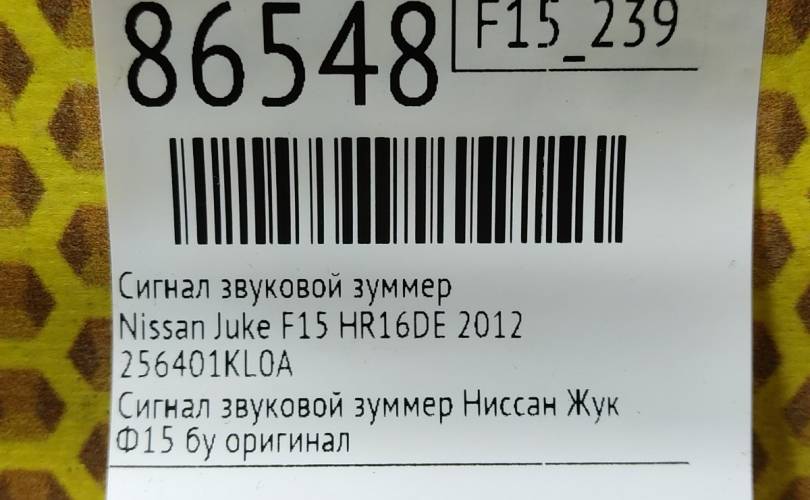 86548
F15_239
Сигнал звуковой зуммер
Nissan Juke F15 HR16DE 2012
256401KL0A
Сигнал звуковой зуммер Ниссан Жук
Ф15 бу оригинал